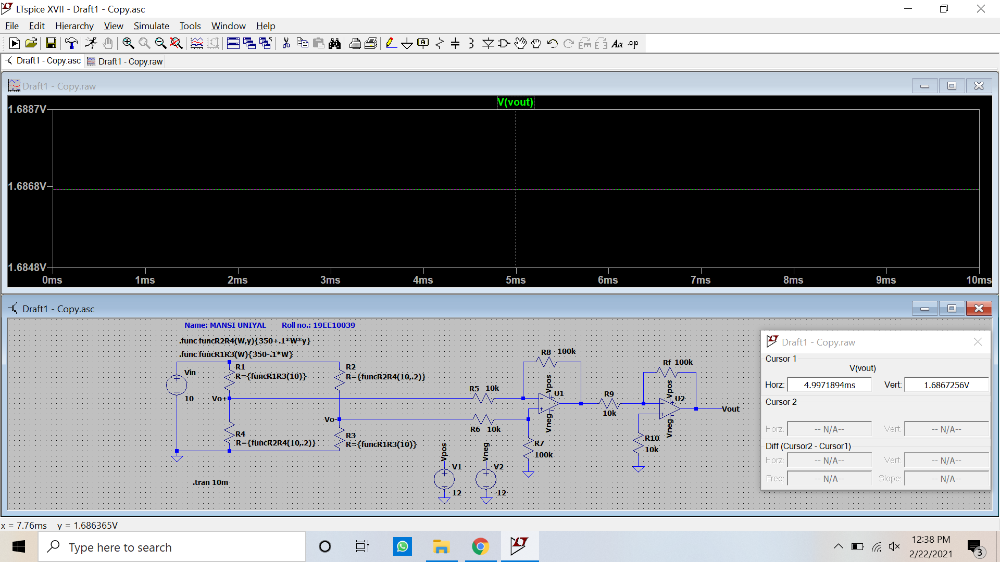 LTspice XVII - Draft1 - Copy.asc
File Edit Hierarchy View Simulate Tools Window Help
Aa .op
Draft1 - Copy.asc Draft1 - Copy.raw
Draft1 - Copy.raw
V(vout)
1.6887V
1.6868V
1.6848V
0ms 1ms 2ms 3ms 4ms 5ms 6ms 7ms 8ms 9ms 10ms
Draft1 - Copy.asc
Name: MANSI UNIYAL Roll no.: 19EE10039
.func funcR2R4(W,y){350+.1*W*y}
.func funcR1R3(W){350-.1*W}
Vin
10
R1
R={funcR1R3(10)}
R2
R={funcR2R4(10,.2)}
Vo+
Vo-
R4
R={funcR2R4(10,.2)}
R3
R={funcR1R3(10)}
R5 10k
R6 10k
R8 100k
Vpos
U1
Vneg
R7
100k
R9
10k
Rf 100k
Vpos
U2
Vneg
Vout
R10
10k
Vpos
V1
12
Vneg
V2
-12
.tran 10m
Draft1 - Copy.raw
Cursor 1
V(vout)
Horz: 4.9971894ms Vert: 1.6867256V
Cursor 2
Horz: -- N/A-- Vert: -- N/A--
Diff (Cursor2 - Cursor1)
Horz: -- N/A-- Vert: -- N/A--
Freq: -- N/A-- Slope: -- N/A--
x = 7.76ms y = 1.686365V
Type here to search
12:38 PM
2/22/2021
3